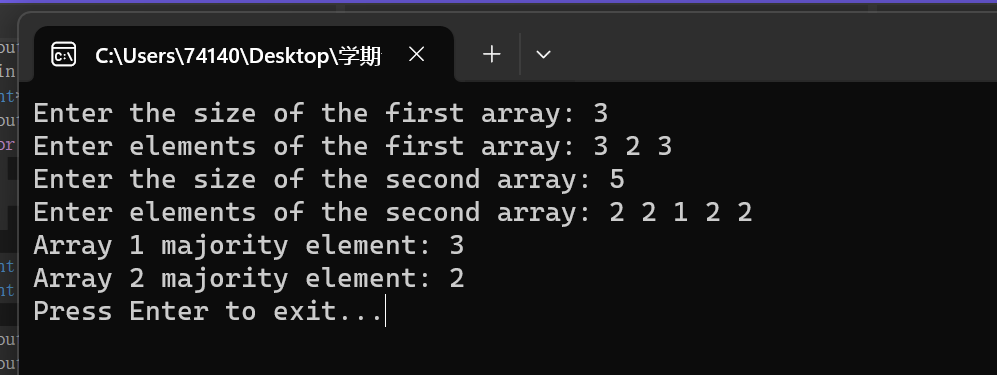 C:\Users\74140\Desktop\学期
Enter the size of the first array: 3
Enter elements of the first array: 3 2 3
Enter the size of the second array: 5
Enter elements of the second array: 2 2 1 2 2
Array 1 majority element: 3
Array 2 majority element: 2
Press Enter to exit...